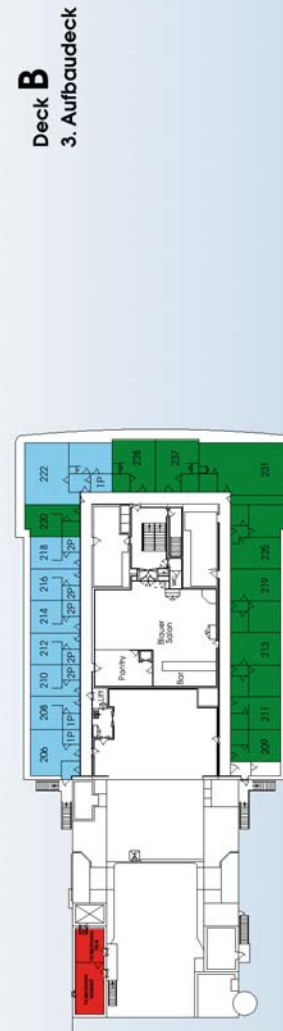 Deck B
3. Aufbaudeck
222
1P
228
237
231
220
218
2P
216
2P
214
2P
212
2P
210
2P
208
1P
206
1P
225
219
213
211
209
Blauer
Salon
Pantry
Bar
Lift